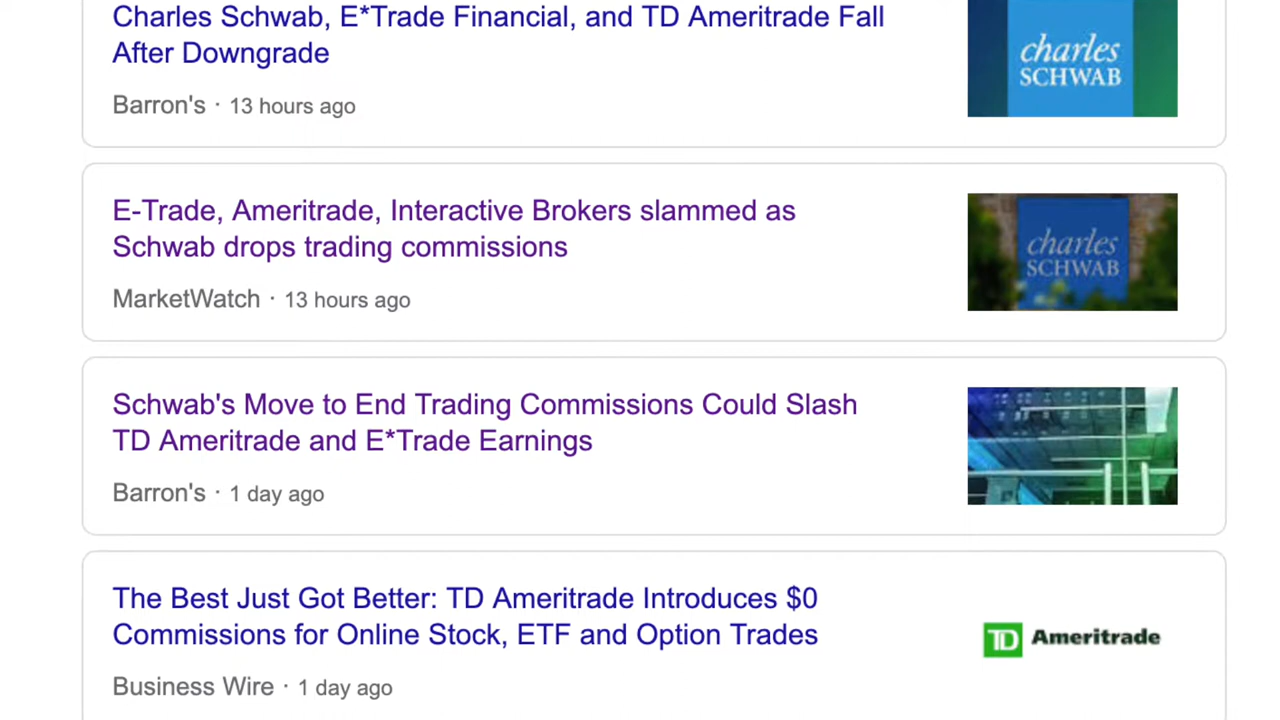 Charles Schwab, E*Trade Financial, and TD Ameritrade Fall
After Downgrade
Barron's · 13 hours ago
charles
SCHWAB
E-Trade, Ameritrade, Interactive Brokers slammed as
Schwab drops trading commissions
MarketWatch · 13 hours ago
charles
SCHWAB
Schwab's Move to End Trading Commissions Could Slash
TD Ameritrade and E*Trade Earnings
Barron's · 1 day ago
The Best Just Got Better: TD Ameritrade Introduces $0
Commissions for Online Stock, ETF and Option Trades
Business Wire · 1 day ago
TD Ameritrade